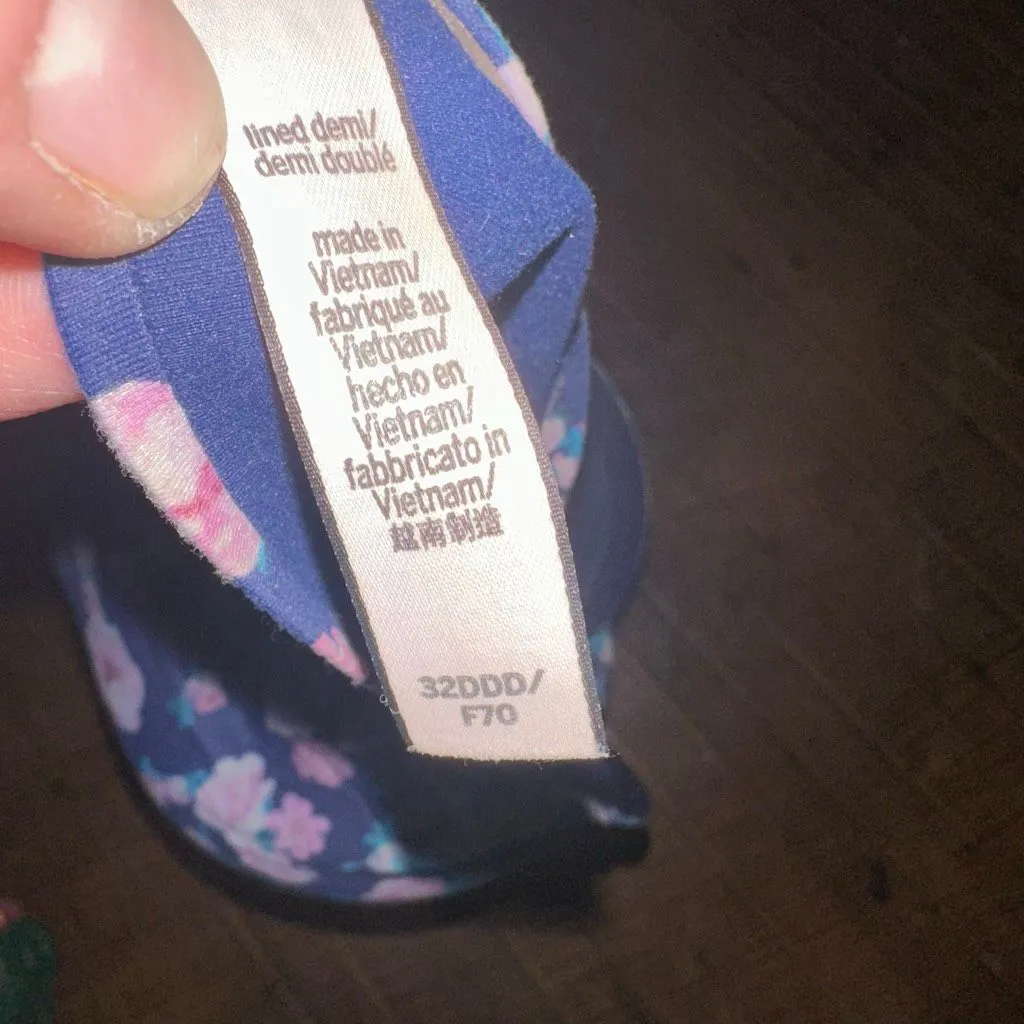 lined demi/
demi doublé
made in
Vietnam/
fabriqué au
Vietnam/
hecho en
Vietnam/
fabbricato in
Vietnam/
越南制造
32DDD/
F70